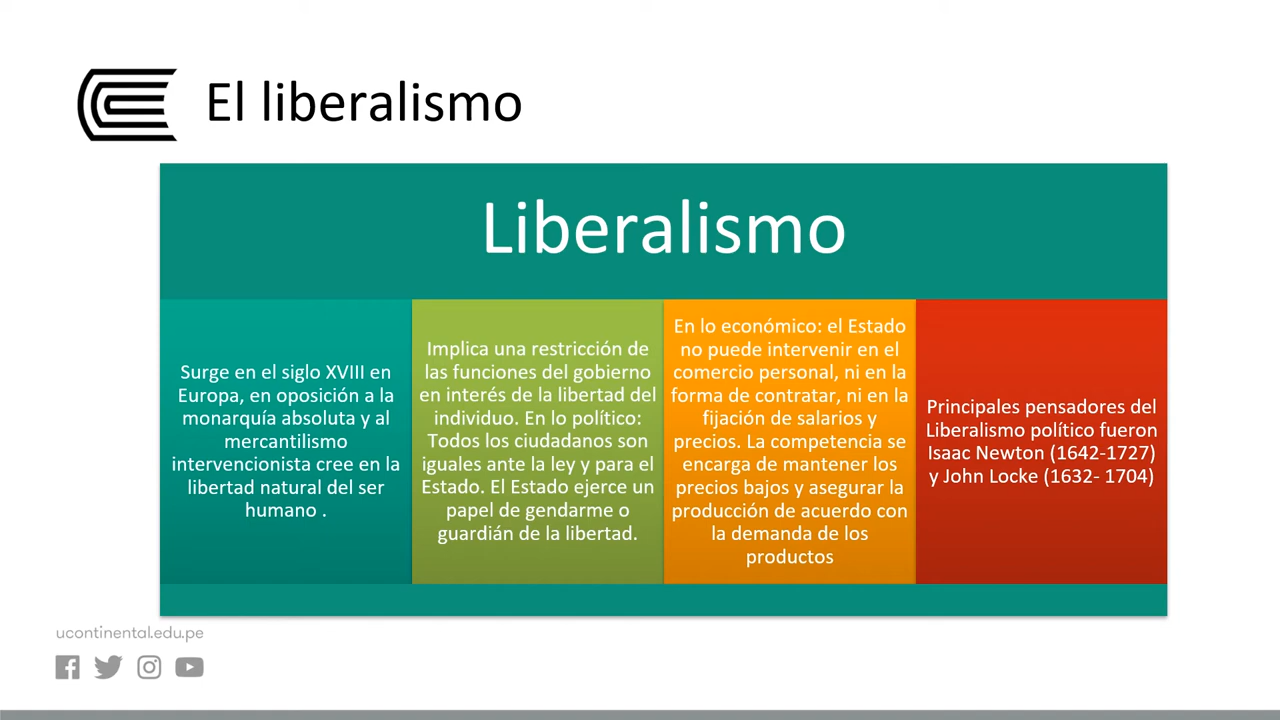 El liberalismo
Liberalismo
Surge en el siglo XVIII en
Europa, en oposición a la
monarquía absoluta y al
mercantilismo
intervencionista cree en la
libertad natural del ser
humano .
Implica una restricción de
las funciones del gobierno
en interés de la libertad del
individuo. En lo político:
Todos los ciudadanos son
iguales ante la ley y para el
Estado. El Estado ejerce un
papel de gendarme o
guardián de la libertad.
En lo económico: el Estado
no puede intervenir en el
comercio personal, ni en la
forma de contratar, ni en la
fijación de salarios y
precios. La competencia se
encarga de mantener los
precios bajos y asegurar la
producción de acuerdo con
la demanda de los
productos
Principales pensadores del
Liberalismo político fueron
Isaac Newton (1642-1727)
y John Locke (1632- 1704)
ucontinental.edu.pe